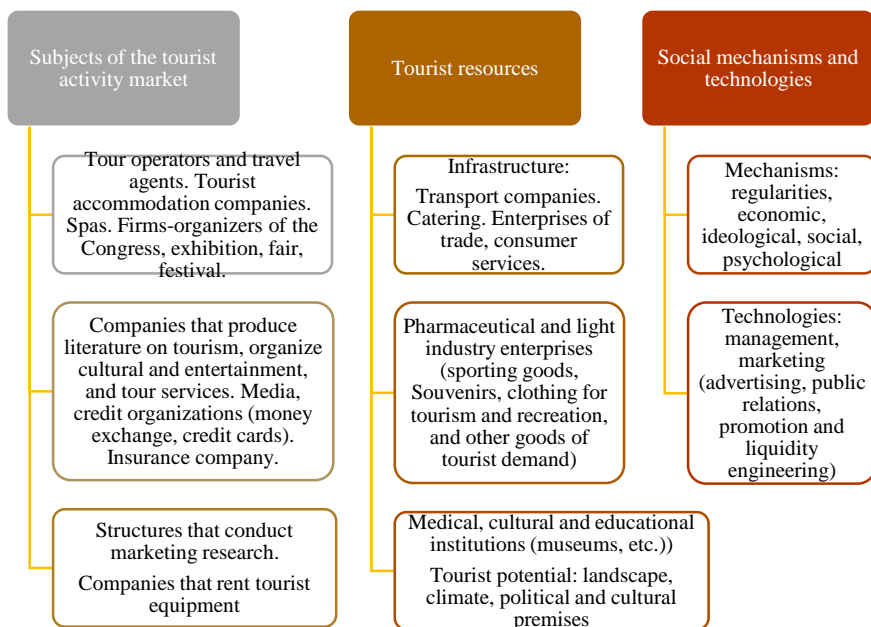 Subjects of the tourist
activity market
Tour operators and travel
agents. Tourist
accommodation companies.
Spas. Firms-organizers of the
Congress, exhibition, fair,
festival.
Companies that produce
literature on tourism, organize
cultural and entertainment,
and tour services. Media,
credit organizations (money
exchange, credit cards).
Insurance company.
Structures that conduct
marketing research.
Companies that rent tourist
equipment
Tourist resources
Infrastructure:
Transport companies.
Catering. Enterprises of
trade, consumer
services.
Pharmaceutical and light
industry enterprises
(sporting goods,
Souvenirs, clothing for
tourism and recreation,
and other goods of
tourist demand)
Medical, cultural and educational
institutions (museums, etc.))
Tourist potential: landscape,
climate, political and cultural
premises
Social mechanisms and
technologies
Mechanisms:
regularities,
economic,
ideological, social,
psychological
Technologies:
management,
marketing
(advertising, public
relations,
promotion and
liquidity
engineering)